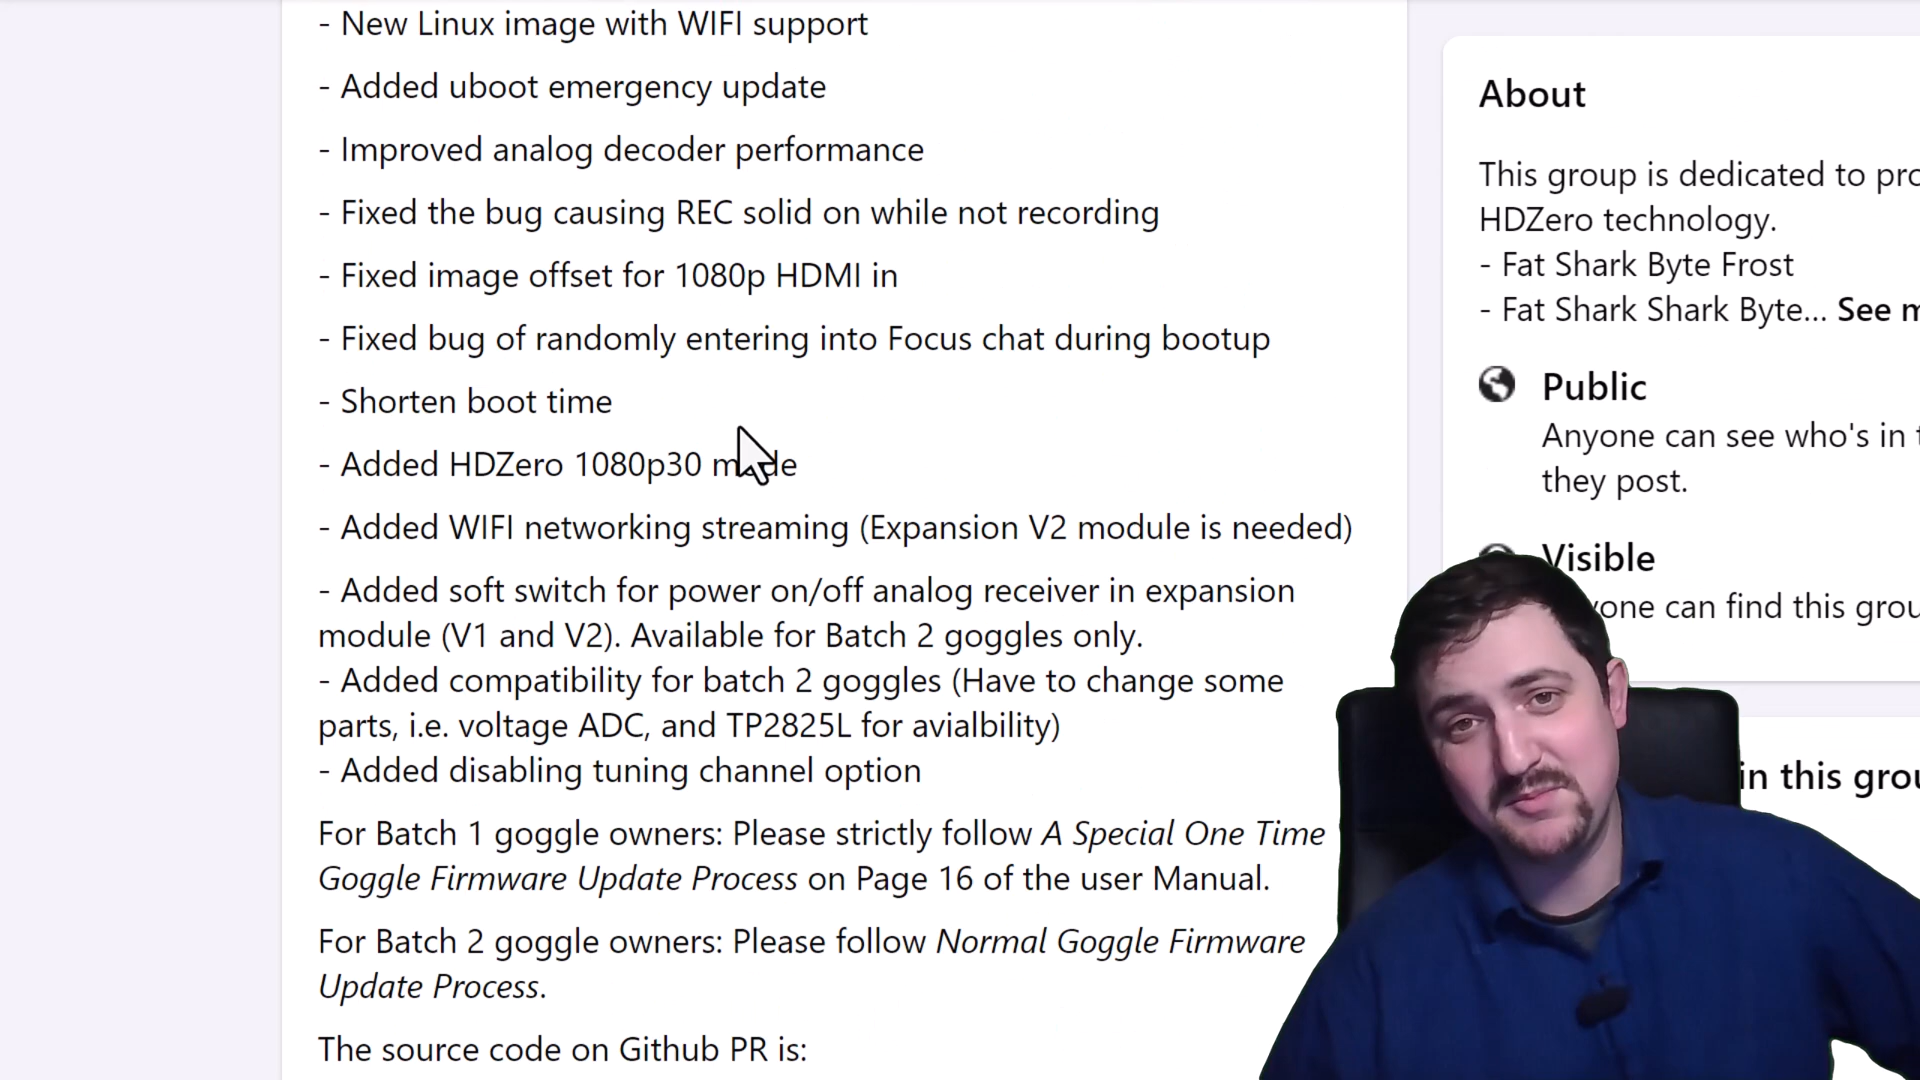 - New Linux image with WIFI support
- Added uboot emergency update
- Improved analog decoder performance
- Fixed the bug causing REC solid on while not recording
- Fixed image offset for 1080p HDMI in
- Fixed bug of randomly entering into Focus chat during bootup
- Shorten boot time
- Added HDZero 1080p30
- Added WIFI networking streaming (Expansion V2 module is needed)
- Added soft switch for power on/off analog receiver in expansion
module (V1 and V2). Available for Batch 2 goggles only.
- Added compatibility for batch 2 goggles (Have to change some
parts, i.e. voltage ADC, and TP2825L for avialbility)
- Added disabling tuning channel option
For Batch 1 goggle owners: Please strictly follow A Special One Time
Goggle Firmware Update Process on Page 16 of the user Manual.
For Batch 2 goggle owners: Please follow Normal Goggle Firmware
Update Process.
The source code on Github PR is:
About
This group is dedicated to
HDZero technology.
- Fat Shark Byte Frost
- Fat Shark Shark Byte... See
Public
Anyone can see who's in
they post.
Visible
can find this
in this